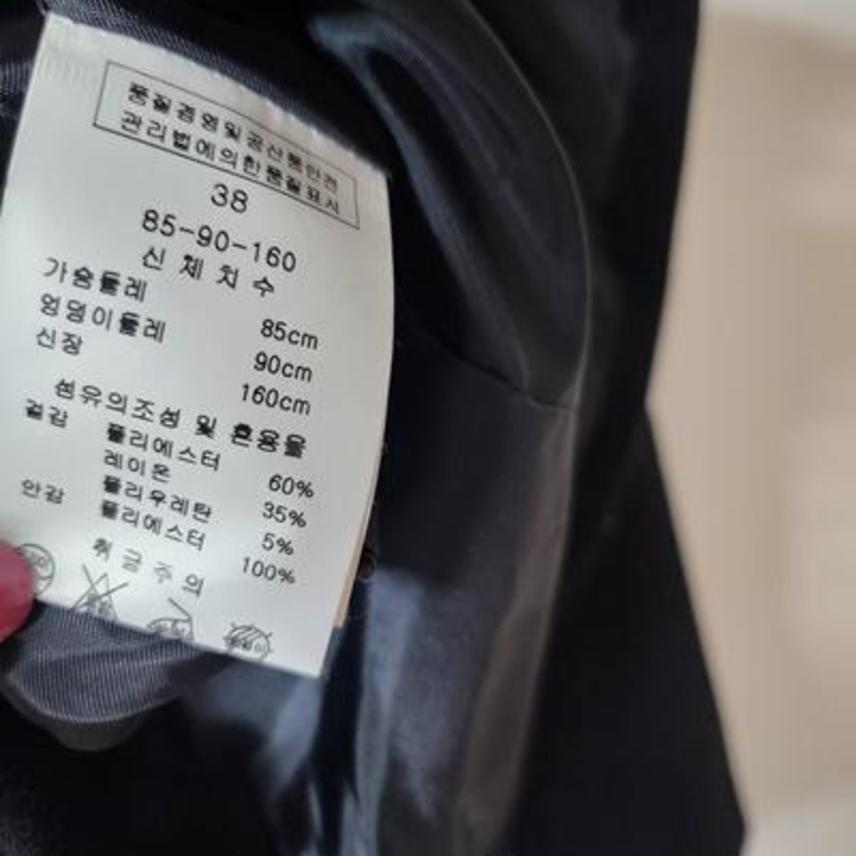 품질경영및공산품안전
관리법에의한품질표시
38
85-90-160
신 체 치 수
가슴둘레 85cm
엉덩이둘레 90cm
신장 160cm
섬유의조성 및 혼용율
겉감 폴리에스터 60%
레이온 35%
폴리우레탄 5%
안감 폴리에스터 100%
취 급 주 의